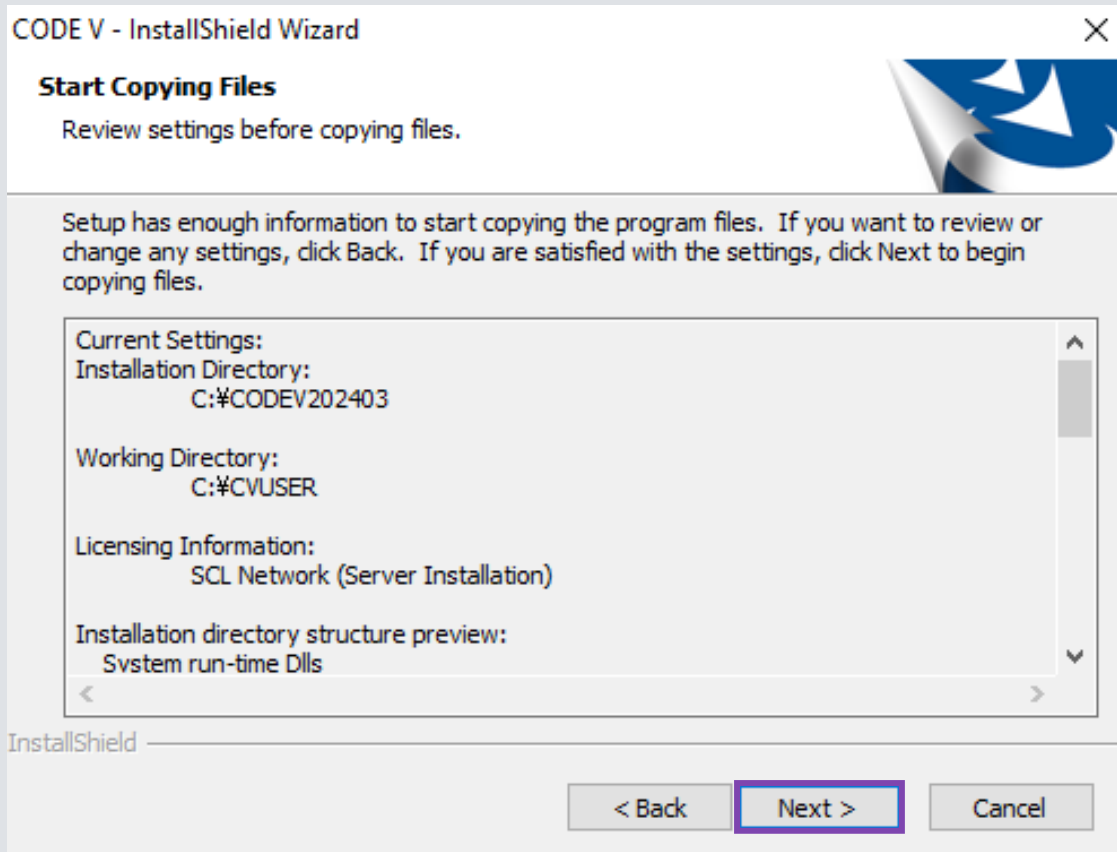 CODE V - InstallShield Wizard
Start Copying Files
Review settings before copying files.
Setup has enough information to start copying the program files.  If you want to review or
change any settings, click Back.  If you are satisfied with the settings, click Next to begin
copying files.
Current Settings:
Installation Directory:
C:¥CODEV202403
Working Directory:
C:¥CVUSER
Licensing Information:
SCL Network (Server Installation)
Installation directory structure preview:
System run-time Dlls
InstallShield
< Back
Next >
Cancel